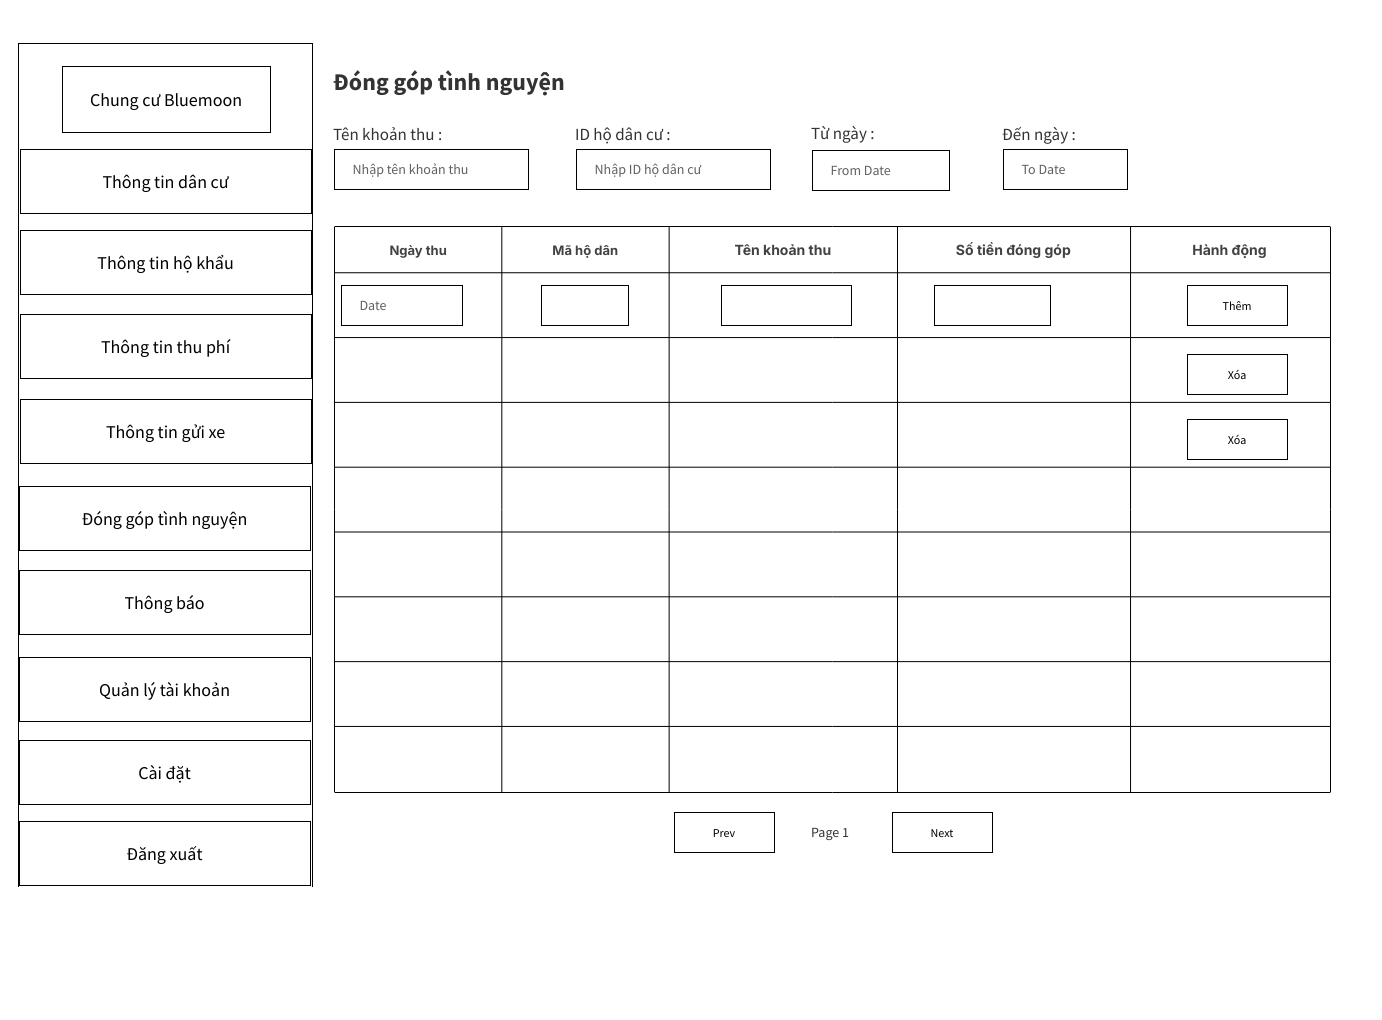 Chung cư Bluemoon
Thông tin dân cư
Thông tin hộ khẩu
Thông tin thu phí
Thông tin gửi xe
Đóng góp tình nguyện
Thông báo
Quản lý tài khoản
Cài đặt
Đăng xuất
Đóng góp tình nguyện
Tên khoản thu : ID hộ dân cư : Từ ngày : Đến ngày :
Nhập tên khoản thu Nhập ID hộ dân cư From Date To Date
Ngày thu Mã hộ dân Tên khoản thu Số tiền đóng góp Hành động
Date Thêm
Xóa
Xóa
Prev Page 1 Next